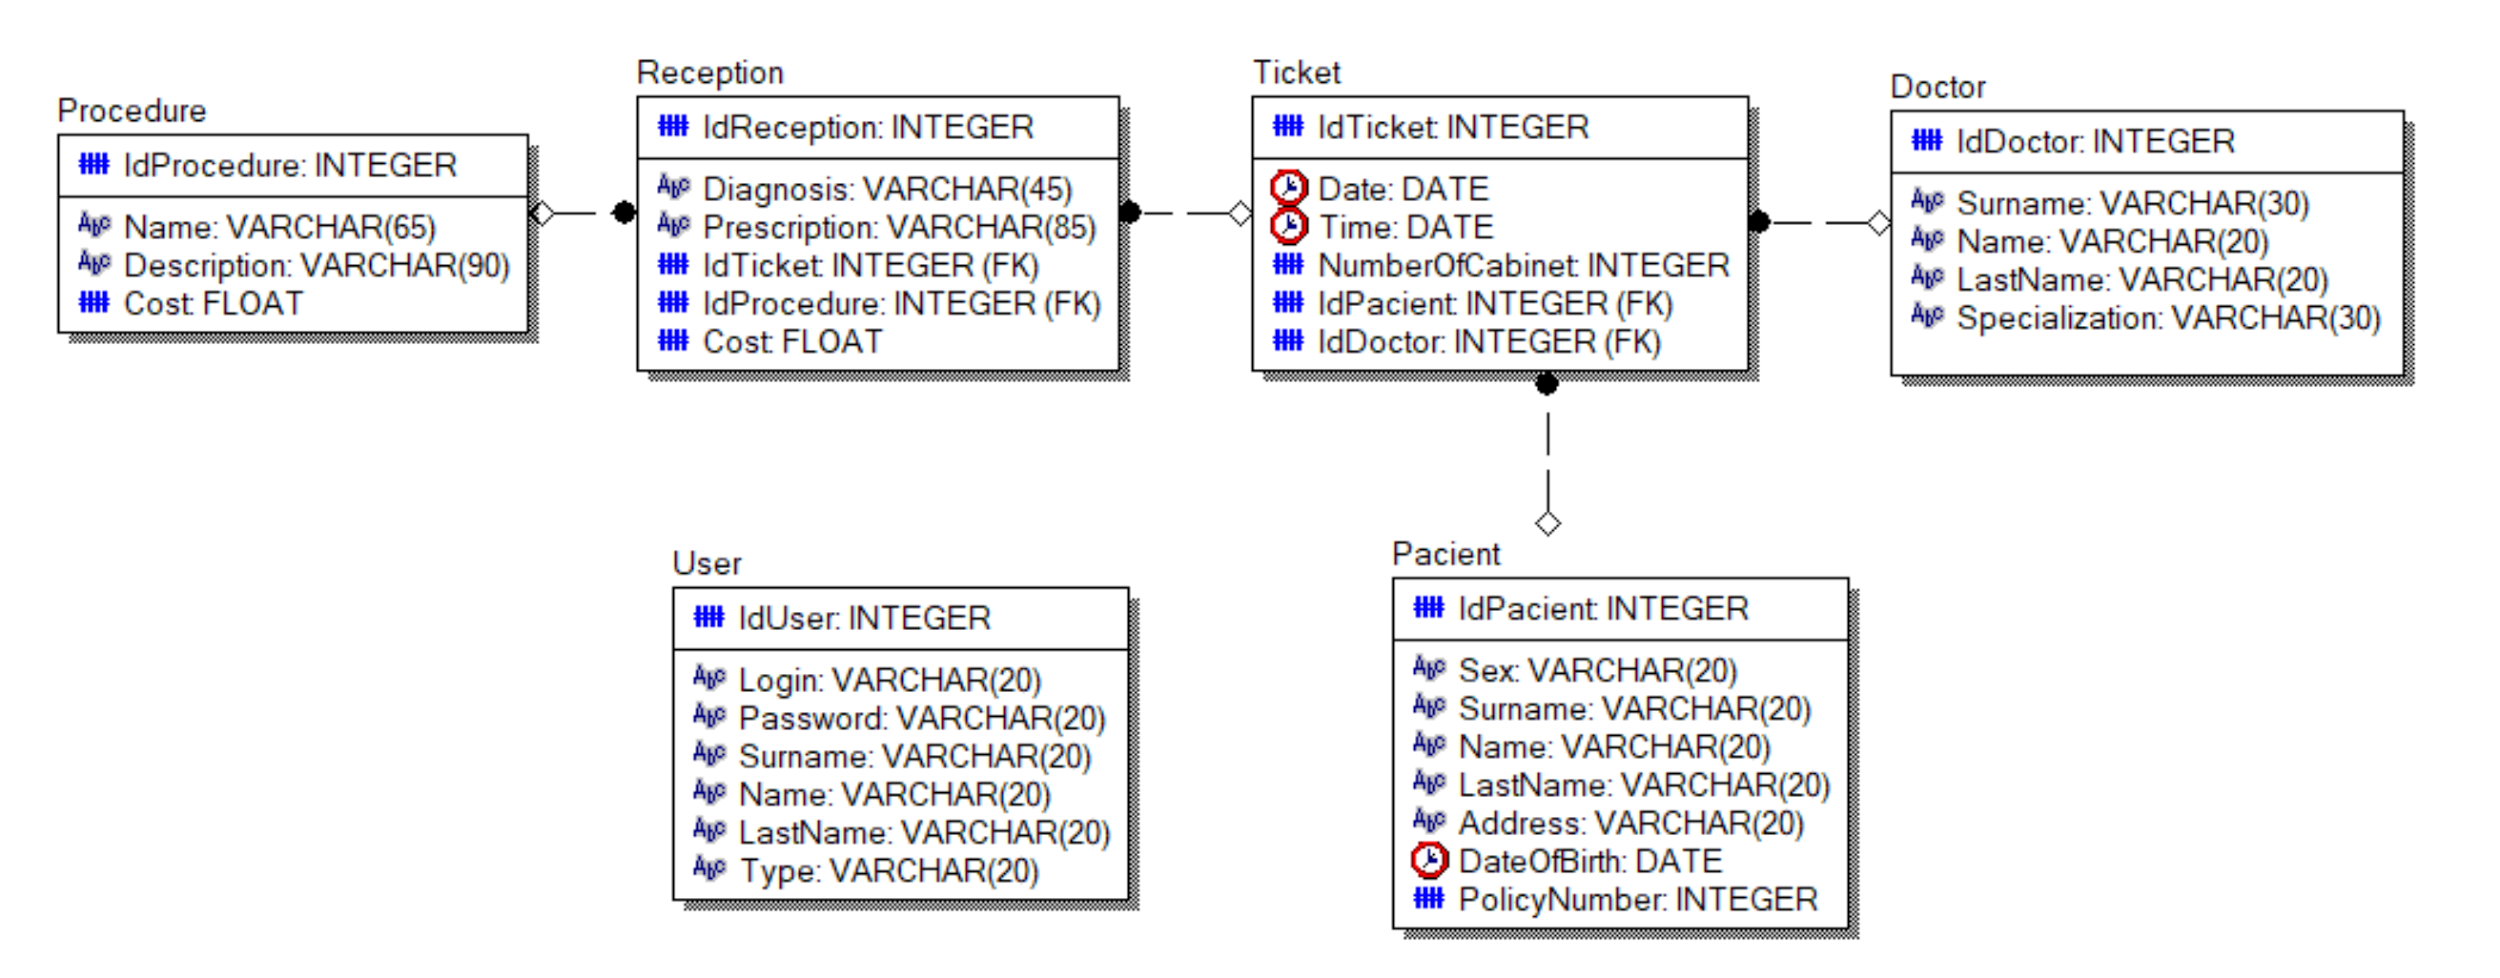 Procedure
IdProcedure: INTEGER
Name: VARCHAR(65)
Description: VARCHAR(90)
Cost: FLOAT
Reception
IdReception: INTEGER
Diagnosis: VARCHAR(45)
Prescription: VARCHAR(85)
IdTicket: INTEGER (FK)
IdProcedure: INTEGER (FK)
Cost: FLOAT
Ticket
IdTicket: INTEGER
Date: DATE
Time: DATE
NumberOfCabinet: INTEGER
IdPacient: INTEGER (FK)
IdDoctor: INTEGER (FK)
Doctor
IdDoctor: INTEGER
Surname: VARCHAR(30)
Name: VARCHAR(20)
LastName: VARCHAR(20)
Specialization: VARCHAR(30)
User
IdUser: INTEGER
Login: VARCHAR(20)
Password: VARCHAR(20)
Surname: VARCHAR(20)
Name: VARCHAR(20)
LastName: VARCHAR(20)
Type: VARCHAR(20)
Pacient
IdPacient: INTEGER
Sex: VARCHAR(20)
Surname: VARCHAR(20)
Name: VARCHAR(20)
LastName: VARCHAR(20)
Address: VARCHAR(20)
DateOfBirth: DATE
PolicyNumber: INTEGER